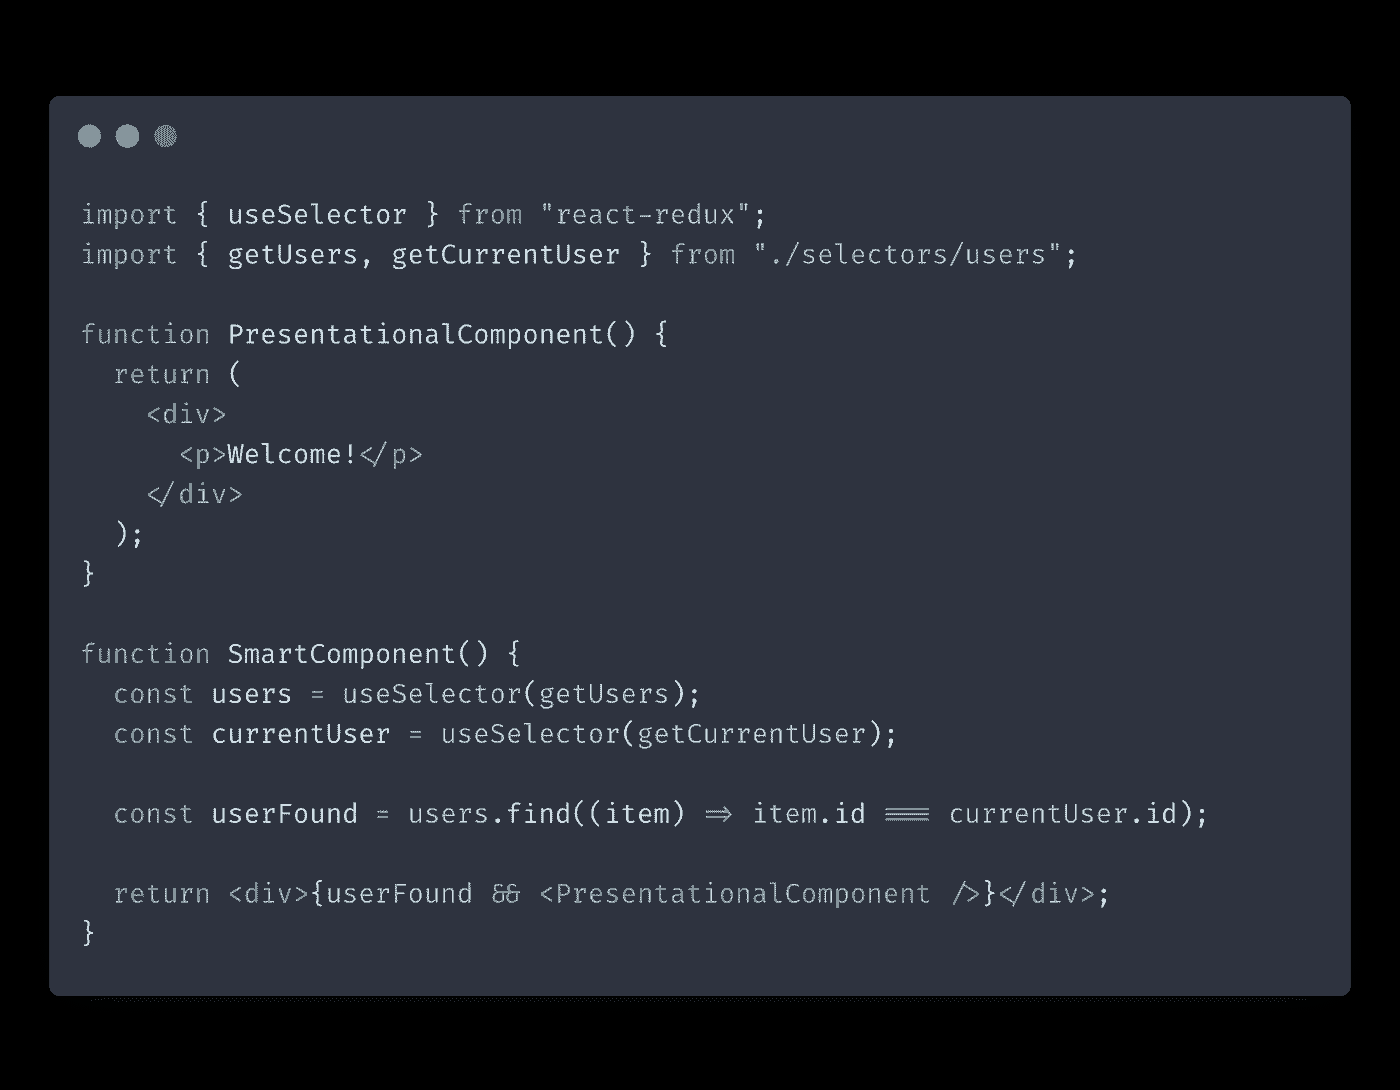 import { useSelector } from "react-redux";
import { getUsers, getCurrentUser } from "./selectors/users";

function PresentationalComponent() {
  return (
    <div>
      <p>Welcome!</p>
    </div>
  );
}

function SmartComponent() {
  const users = useSelector(getUsers);
  const currentUser = useSelector(getCurrentUser);

  const userFound = users.find((item) => item.id === currentUser.id);

  return <div>{userFound && <PresentationalComponent />}</div>;
}